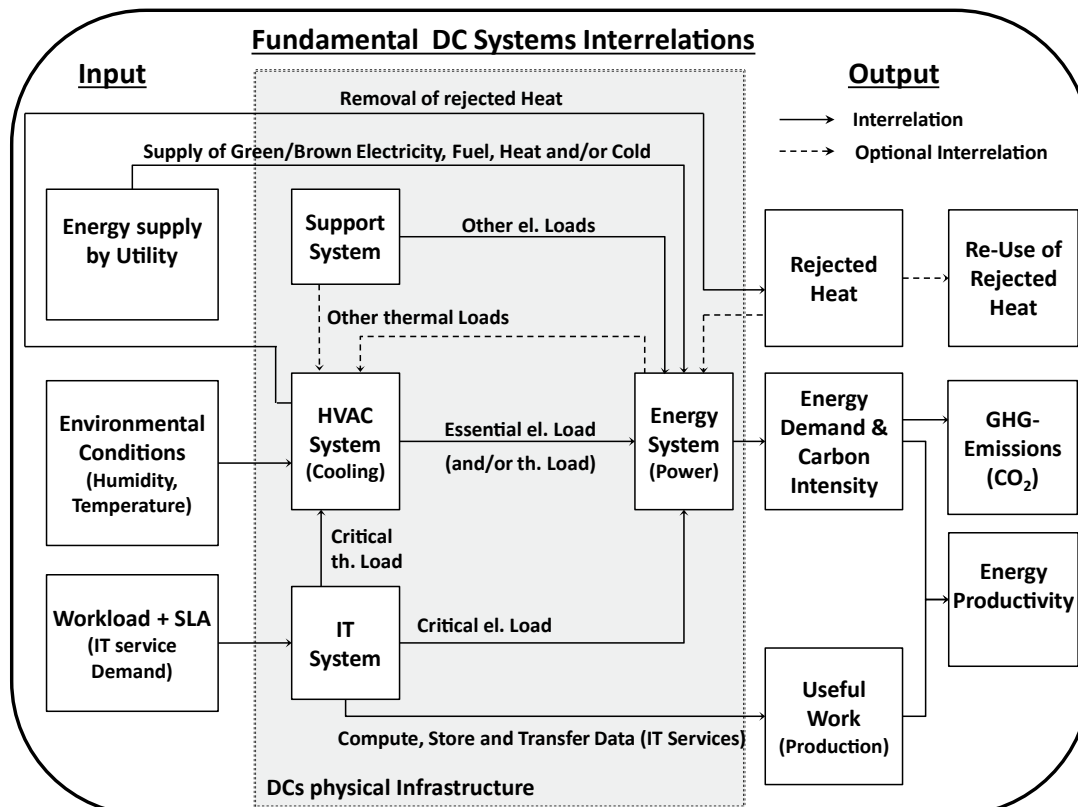 Fundamental DC Systems Interrelations
Input
Output
Removal of rejected Heat
Interrelation
Optional Interrelation
Supply of Green/Brown Electricity, Fuel, Heat and/or Cold
Energy supply
by Utility
Support
System
Other el. Loads
Rejected
Heat
Re-Use of
Rejected
Heat
Other thermal Loads
Environmental
Conditions
(Humidity,
Temperature)
HVAC
System
(Cooling)
Essential el. Load
(and/or th. Load)
Energy
System
(Power)
Energy
Demand &
Carbon
Intensity
GHG-
Emissions
(CO₂)
Critical
th. Load
Energy
Productivity
Workload + SLA
(IT service
Demand)
IT
System
Critical el. Load
Useful
Work
(Production)
Compute, Store and Transfer Data (IT Services)
DCs physical Infrastructure